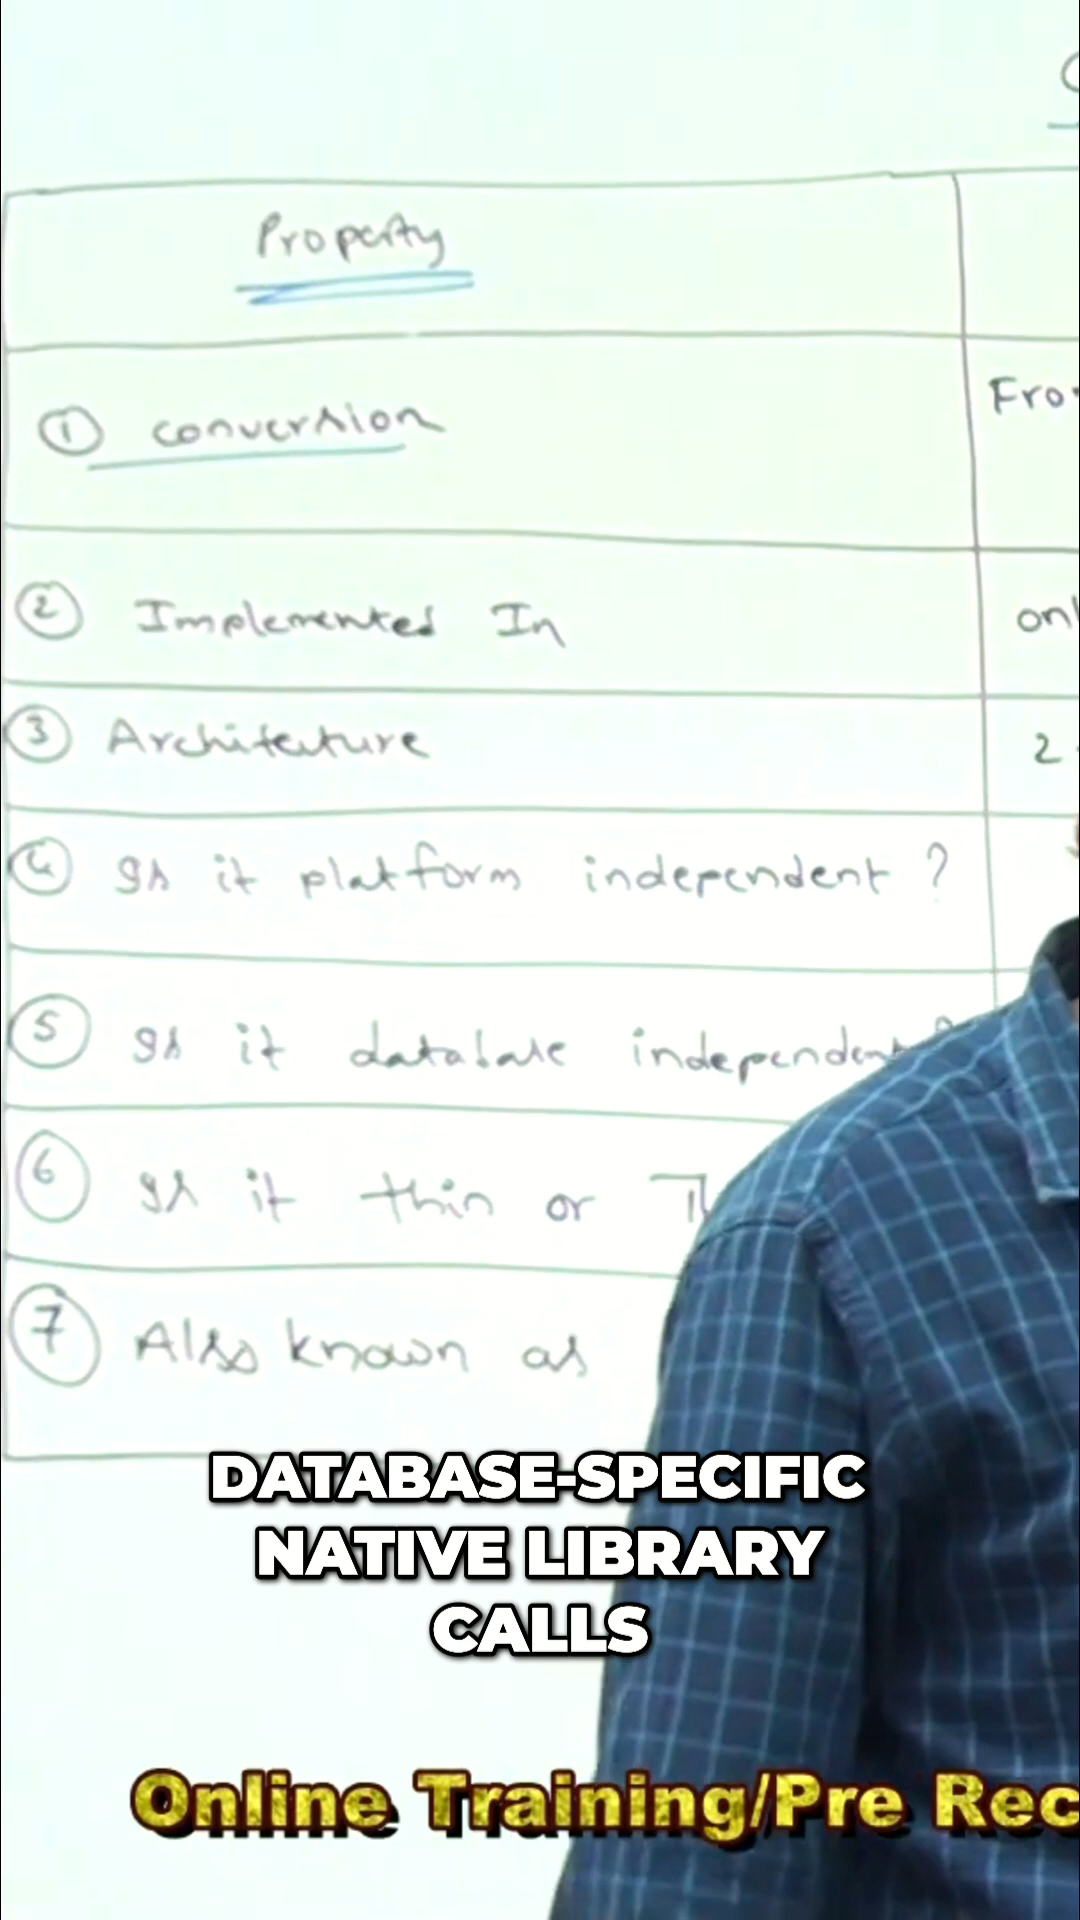 Property
① conversion
Fro
② Implemented In
onl
③ Architecture
2
④ Is it platform independent ?
⑤ Is it database independent ?
⑥ Is it thin or
⑦ Also known as
DATABASE-SPECIFIC
NATIVE LIBRARY
CALLS
Online Training/Pre Rec